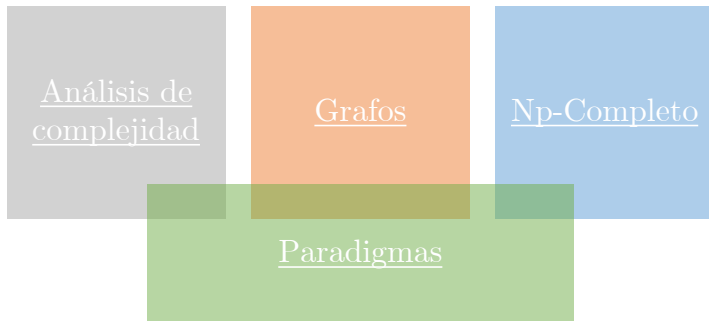 Análisis de
complejidad
Grafos
Np-Completo
Paradigmas